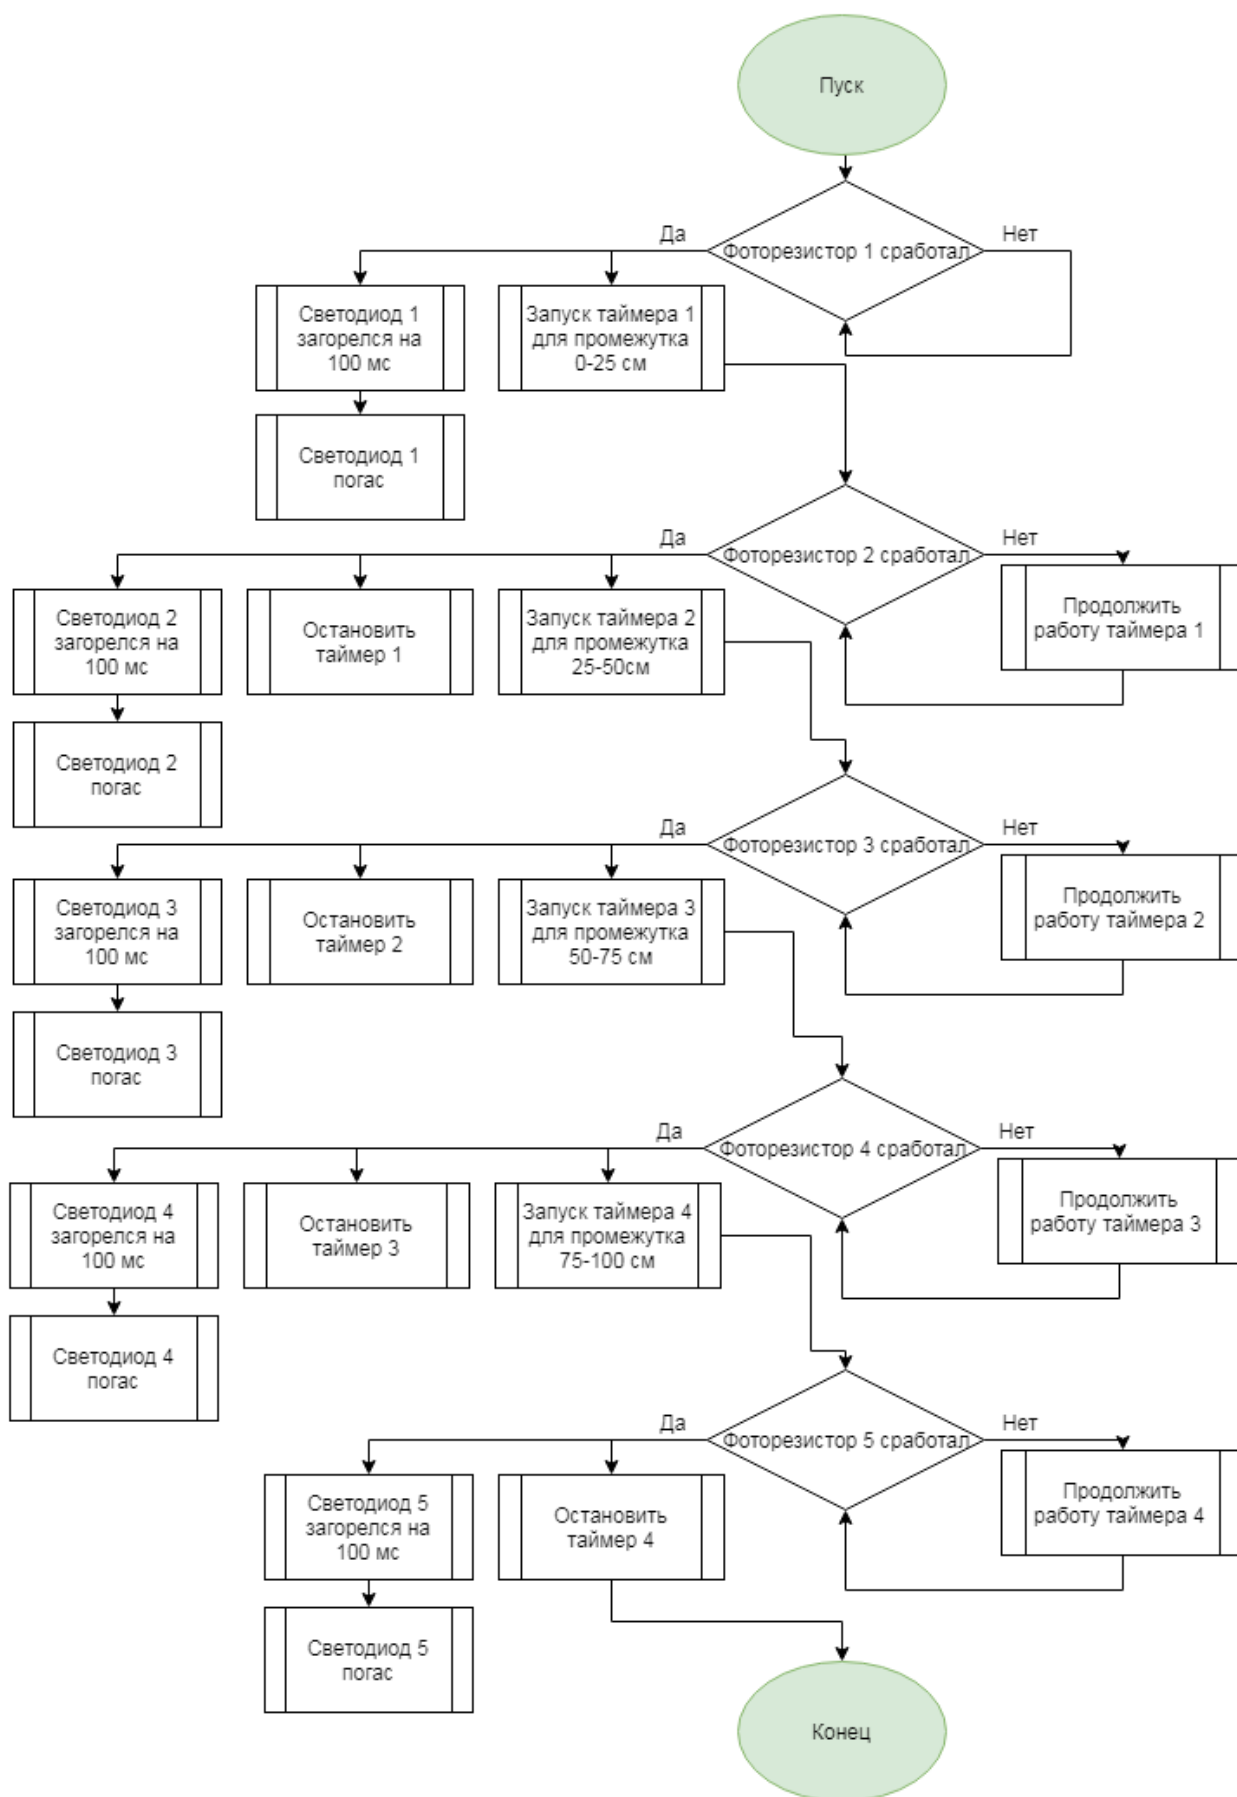 Пуск
Да
Нет
Фоторезистор 1 сработал
Светодиод 1
загорелся на
100 мс
Запуск таймера 1
для промежутка
0-25 см
Светодиод 1
погас
Да
Нет
Фоторезистор 2 сработал
Светодиод 2
загорелся на
100 мс
Остановить
таймер 1
Запуск таймера 2
для промежутка
25-50см
Продолжить
работу таймера 1
Светодиод 2
погас
Да
Нет
Фоторезистор 3 сработал
Светодиод 3
загорелся на
100 мс
Остановить
таймер 2
Запуск таймера 3
для промежутка
50-75 см
Продолжить
работу таймера 2
Светодиод 3
погас
Да
Нет
Фоторезистор 4 сработал
Светодиод 4
загорелся на
100 мс
Остановить
таймер 3
Запуск таймера 4
для промежутка
75-100 см
Продолжить
работу таймера 3
Светодиод 4
погас
Да
Нет
Фоторезистор 5 сработал
Светодиод 5
загорелся на
100 мс
Остановить
таймер 4
Продолжить
работу таймера 4
Светодиод 5
погас
Конец